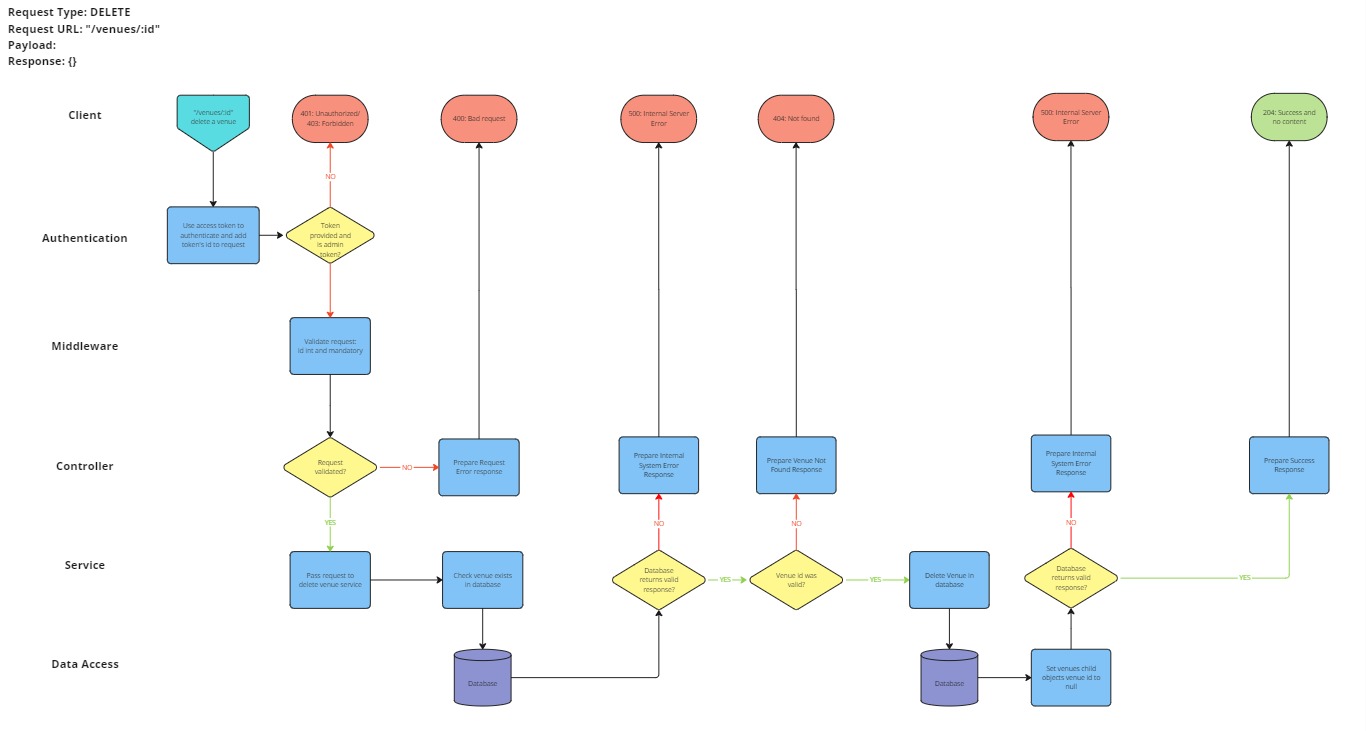 Request Type: DELETE
Request URL: "/venues/:id"
Payload:
Response: {}
Client
"/venues/:id"
delete a venue
401: Unauthorized/
403: Forbidden
400: Bad request
500: Internal Server
Error
404: Not found
500: Internal Server
Error
204: Success and
no content
NO
Authentication
Use access token to
authenticate and add
token's id to request
Token
provided and
is admin
token?
Middleware
Validate request:
id int and mandatory
Controller
Request
validated?
NO
Prepare Request
Error response
Prepare Internal
System Error
Response
Prepare Venue Not
Found Response
Prepare Internal
System Error
Response
Prepare Success
Response
YES
NO
NO
NO
Service
Pass request to
delete venue service
Check venue exists
in database
Database
returns valid
response?
YES
Venue id was
valid?
YES
Delete Venue in
database
Database
returns valid
response?
YES
Data Access
Database
Database
Set venues child
objects venue id to
null